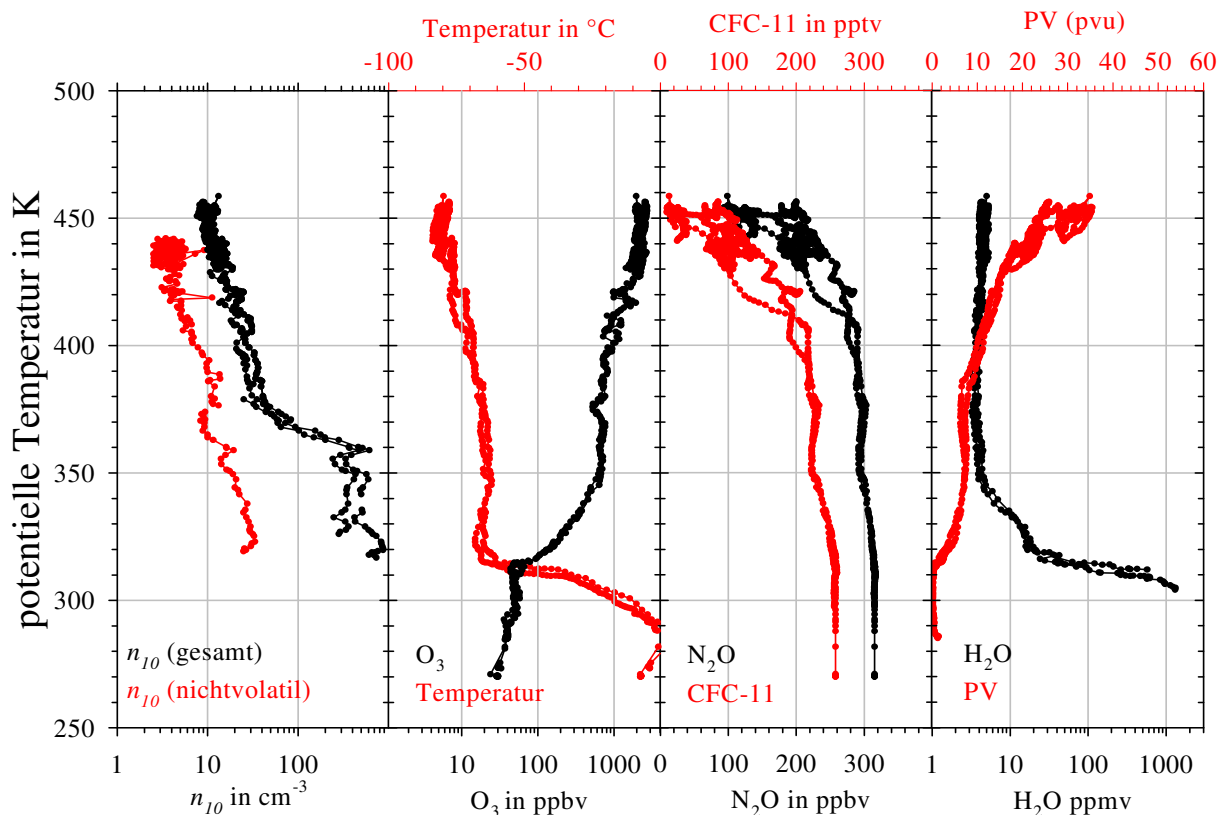 Temperatur in °C
CFC-11 in pptv
PV (pvu)
-100 -50 0 100 200 300 0 10 20 30 40 50 60
potentielle Temperatur in K
500
450
400
350
300
250
n10 (gesamt)
n10 (nichtvolatil)
O3
Temperatur
N2O
CFC-11
H2O
PV
1 10 100 10 100 1000 0 100 200 300 1 10 100 1000
n10 in cm-3
O3 in ppbv
N2O in ppbv
H2O ppmv